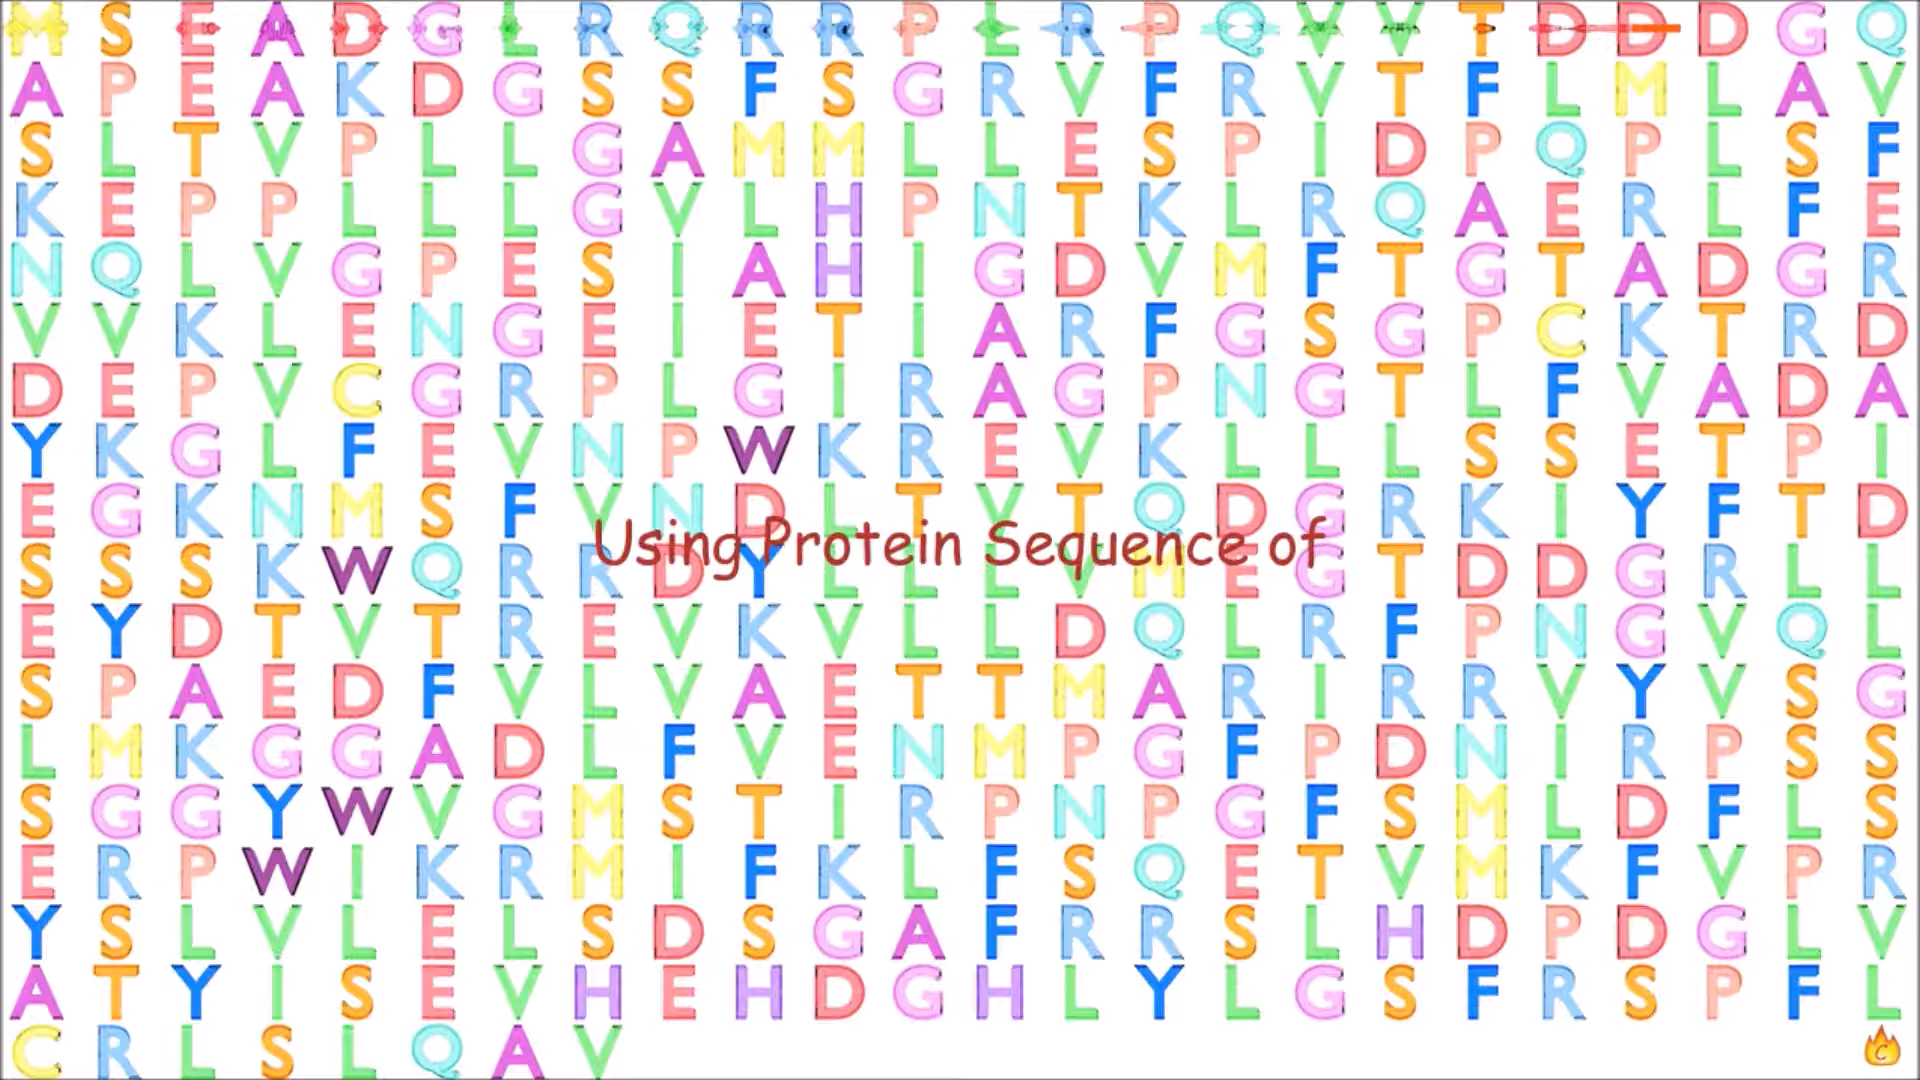 M S E A D G L R Q R R P L R P Q V V T D D D G Q
A P E A K D G S S F S G R V F R V T F L M L A V
S L T V P L L G A M M L L E S P I D P Q P L S F
K E P P L L L G V L H P N T K L R Q A E R L F E
N Q L V G P E S I A H I G D V M F T G T A D G R
V V K L E N G E I E T I A R F G S G P C K T R D
D E P V C G R P L G I R A G P N G T L F V A D A
Y K G L F E V N P W K R E V K L L L S S E T P I
E G K N M S F V N D L T V T Q D G R K I Y F T D
Using Protein Sequence of
S S S K W Q R R D Y L L L V M E G T D D G R L L
E Y D T V T R E V K V L L D Q L R F P N G V Q L
S P A E D F V L V A E T T M A R I R R V Y V S G
L M K G G A D L F V E N M P G F P D N I R P S S
S G G Y W V G M S T I R P N P G F S M L D F L S
E R P W I K R M I F K L F S Q E T V M K F V P R
Y S L V L E L S D S G A F R R S L H D P D G L V
A T Y I S E V H E H D G H L Y L G S F R S P F L
C R L S L Q A V C